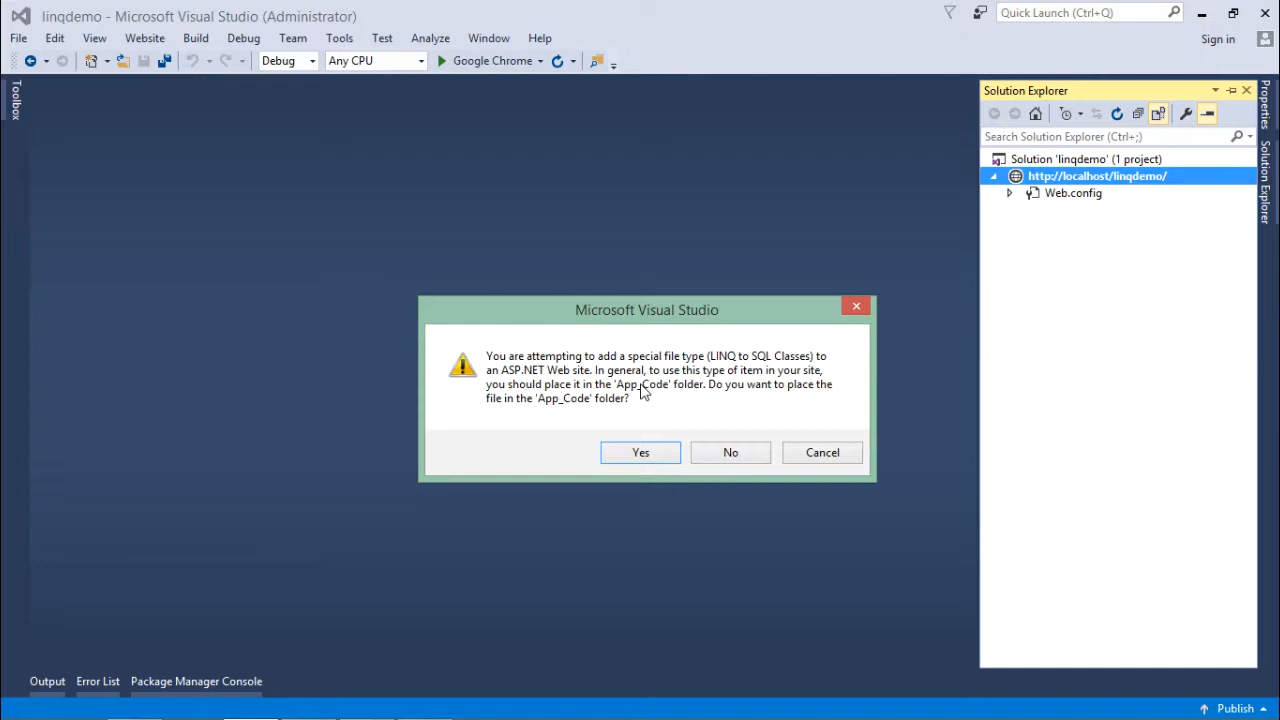 linqdemo - Microsoft Visual Studio (Administrator)
Quick Launch (Ctrl+Q)
File Edit View Website Build Debug Team Tools Test Analyze Window Help
Sign in
Debug Any CPU Google Chrome
Toolbox
Solution Explorer
Search Solution Explorer (Ctrl+;)
Solution 'linqdemo' (1 project)
http://localhost/linqdemo/
Web.config
Properties
Solution Explorer
Microsoft Visual Studio
You are attempting to add a special file type (LINQ to SQL Classes) to
an ASP.NET Web site. In general, to use this type of item in your site,
you should place it in the 'App_Code' folder. Do you want to place the
file in the 'App_Code' folder?
Yes No Cancel
Output Error List Package Manager Console
Publish